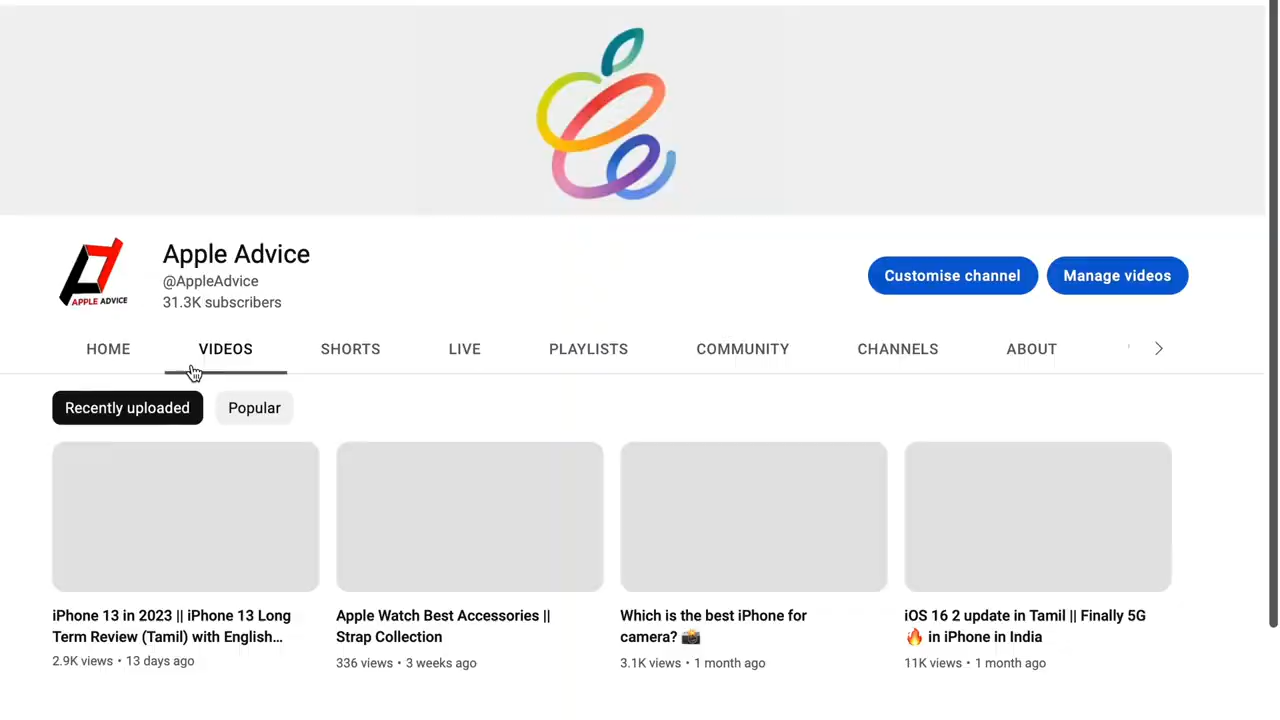 APPLE ADVICE
Apple Advice
@AppleAdvice
31.3K subscribers
Customise channel
Manage videos
HOME
VIDEOS
SHORTS
LIVE
PLAYLISTS
COMMUNITY
CHANNELS
ABOUT
Recently uploaded
Popular
iPhone 13 in 2023 || iPhone 13 Long
Term Review (Tamil) with English...
2.9K views • 13 days ago
Apple Watch Best Accessories ||
Strap Collection
336 views • 3 weeks ago
Which is the best iPhone for
camera? 📸
3.1K views • 1 month ago
iOS 16 2 update in Tamil || Finally 5G
🔥 in iPhone in India
11K views • 1 month ago